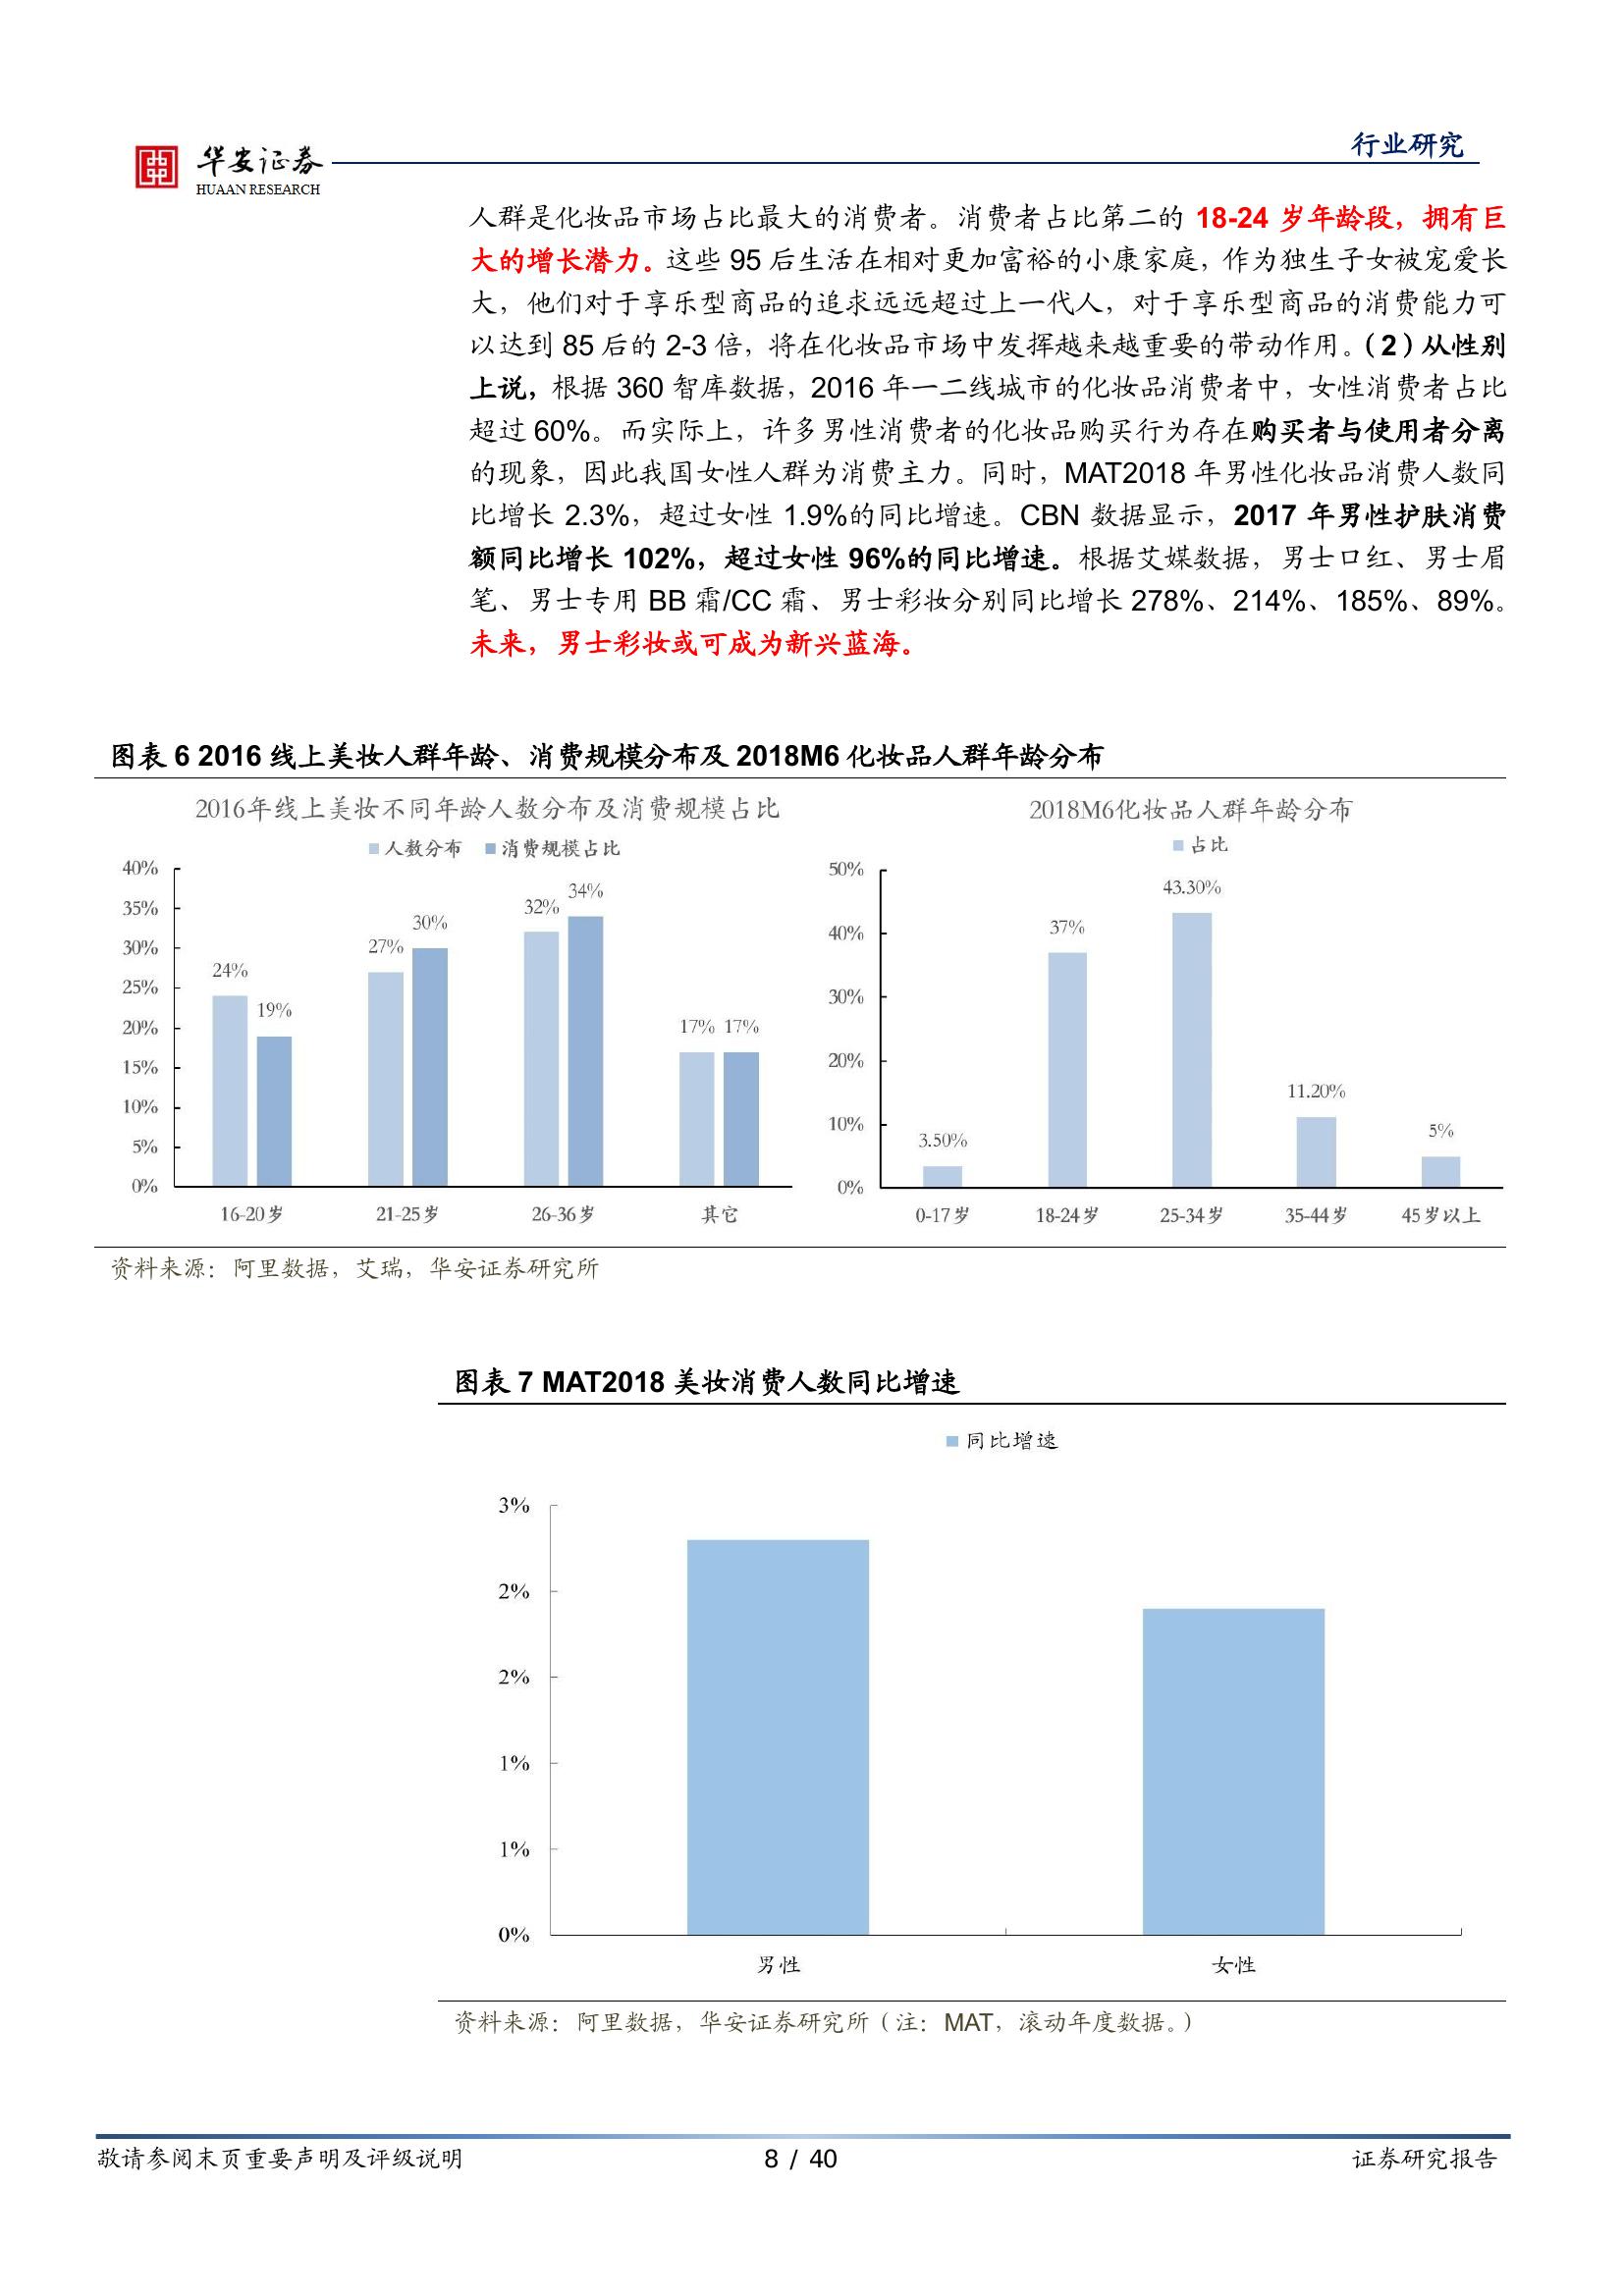 华安证券
HUAAN RESEARCH
行业研究
人群是化妆品市场占比最大的消费者。消费者占比第二的 18-24 岁年龄段，拥有巨
大的增长潜力。这些 95 后生活在相对更加富裕的小康家庭，作为独生子女被宠爱长
大，他们对于享乐型商品的追求远远超过上一代人，对于享乐型商品的消费能力可
以达到 85 后的 2-3 倍，将在化妆品市场中发挥越来越重要的带动作用。（2）从性别
上说，根据 360 智库数据，2016 年一二线城市的化妆品消费者中，女性消费者占比
超过 60%。而实际上，许多男性消费者的化妆品购买行为存在购买者与使用者分离
的现象，因此我国女性人群为消费主力。同时，MAT2018 年男性化妆品消费人数同
比增长 2.3%，超过女性 1.9%的同比增速。CBN 数据显示，2017 年男性护肤消费
额同比增长 102%，超过女性 96%的同比增速。根据艾媒数据，男士口红、男士眉
笔、男士专用 BB 霜/CC 霜、男士彩妆分别同比增长 278%、214%、185%、89%。
未来，男士彩妆或可成为新兴蓝海。
图表 6 2016 线上美妆人群年龄、消费规模分布及 2018M6 化妆品人群年龄分布
2016年线上美妆不同年龄人数分布及消费规模占比
人数分布 消费规模占比
40%
35%
30%
25%
20%
15%
10%
5%
0%
24% 19% 27% 30% 32% 34% 17% 17%
16-20岁 21-25岁 26-36岁 其它
2018M6化妆品人群年龄分布
占比
50%
40%
30%
20%
10%
0%
3.50% 37% 43.30% 11.20% 5%
0-17岁 18-24岁 25-34岁 35-44岁 45岁以上
资料来源：阿里数据，艾瑞，华安证券研究所
图表 7 MAT2018 美妆消费人数同比增速
同比增速
3%
2%
2%
1%
1%
0%
男性 女性
资料来源：阿里数据，华安证券研究所（注：MAT，滚动年度数据。）
敬请参阅末页重要声明及评级说明 8 / 40 证券研究报告